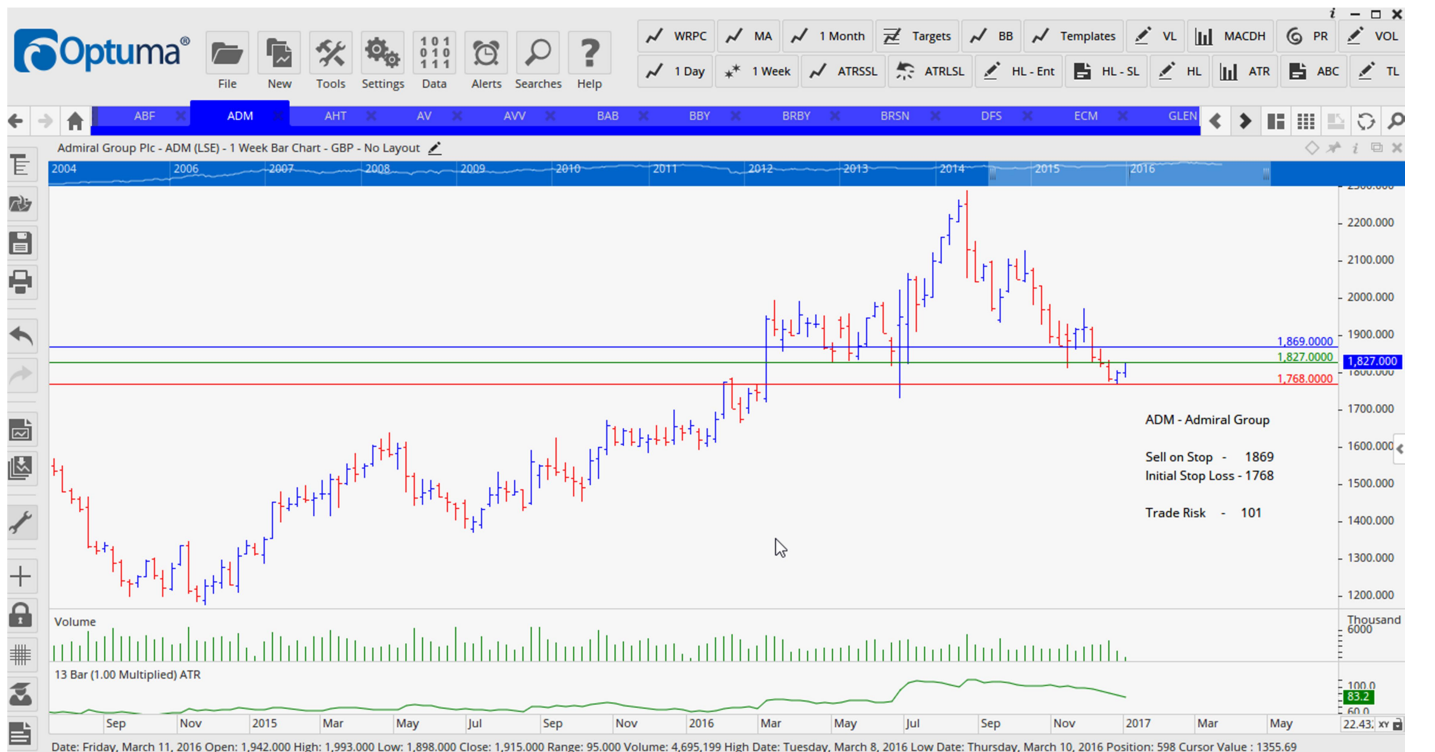 Optuma®
File New Tools Settings Data Alerts Searches Help
WRPC MA 1 Month Targets BB Templates VL MACDH PR VOL
1 Day 1 Week ATRSSL ATRLSL HL - Ent HL - SL HL ATR ABC TL
ABF ADM AHT AV AVV BAB BBY BRBY BRSN DFS ECM GLEN
Admiral Group Plc - ADM (LSE) - 1 Week Bar Chart - GBP - No Layout
2004 2006 2007 2008 2009 2010 2011 2012 2013 2014 2015 2016
2300.000
2200.000
2100.000
2000.000
1900.000
1,869.0000
1,827.0000 1,827.000
1800.000
1,768.0000
1700.000
ADM - Admiral Group
1600.000
Sell on Stop - 1869
Initial Stop Loss - 1768
1500.000
Trade Risk - 101
1400.000
1300.000
1200.000
Volume Thousand
6000
13 Bar (1.00 Multiplied) ATR
100.0
83.2
60.0
Sep Nov 2015 Mar May Jul Sep Nov 2016 Mar May Jul Sep Nov 2017 Mar May 22.43: XY
Date: Friday, March 11, 2016 Open: 1,942.000 High: 1,993.000 Low: 1,898.000 Close: 1,915.000 Range: 95.000 Volume: 4,695,199 High Date: Tuesday, March 8, 2016 Low Date: Thursday, March 10, 2016 Position: 598 Cursor Value : 1355.69